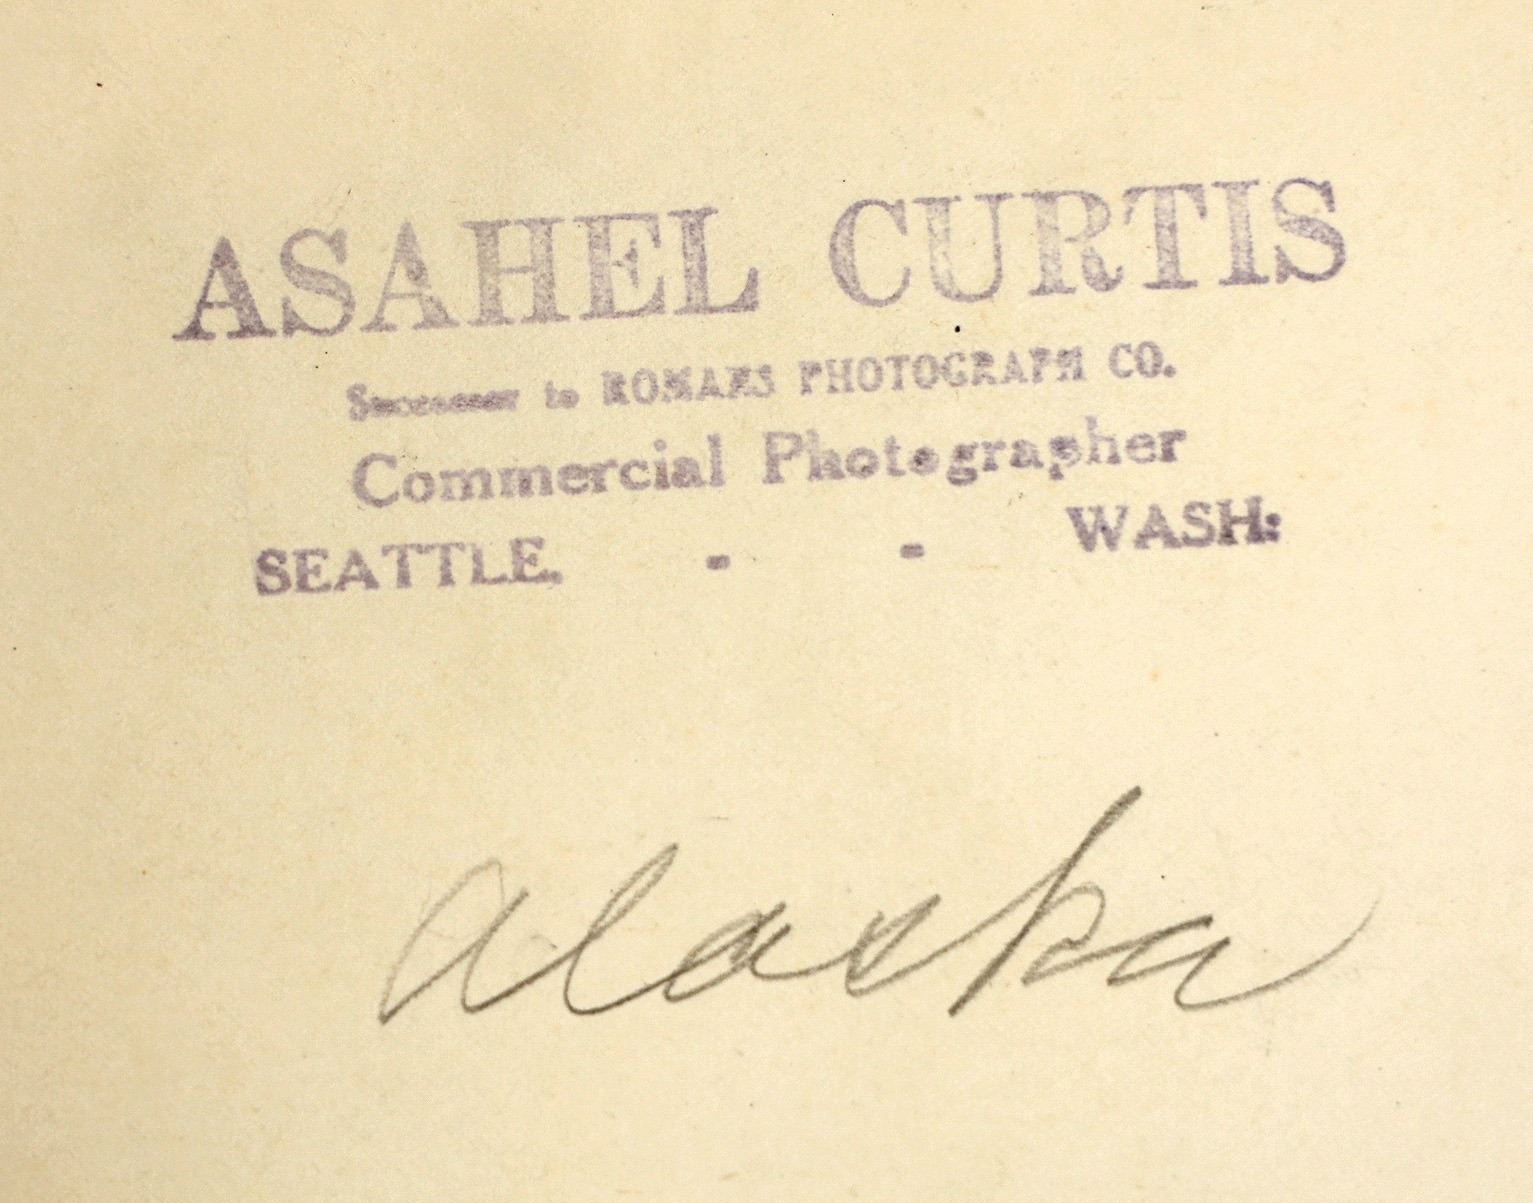 ASAHEL CURTIS
Successor to ROMANS PHOTOGRAPH CO.
Commercial Photographer
SEATTLE. - - WASH:
Alaska